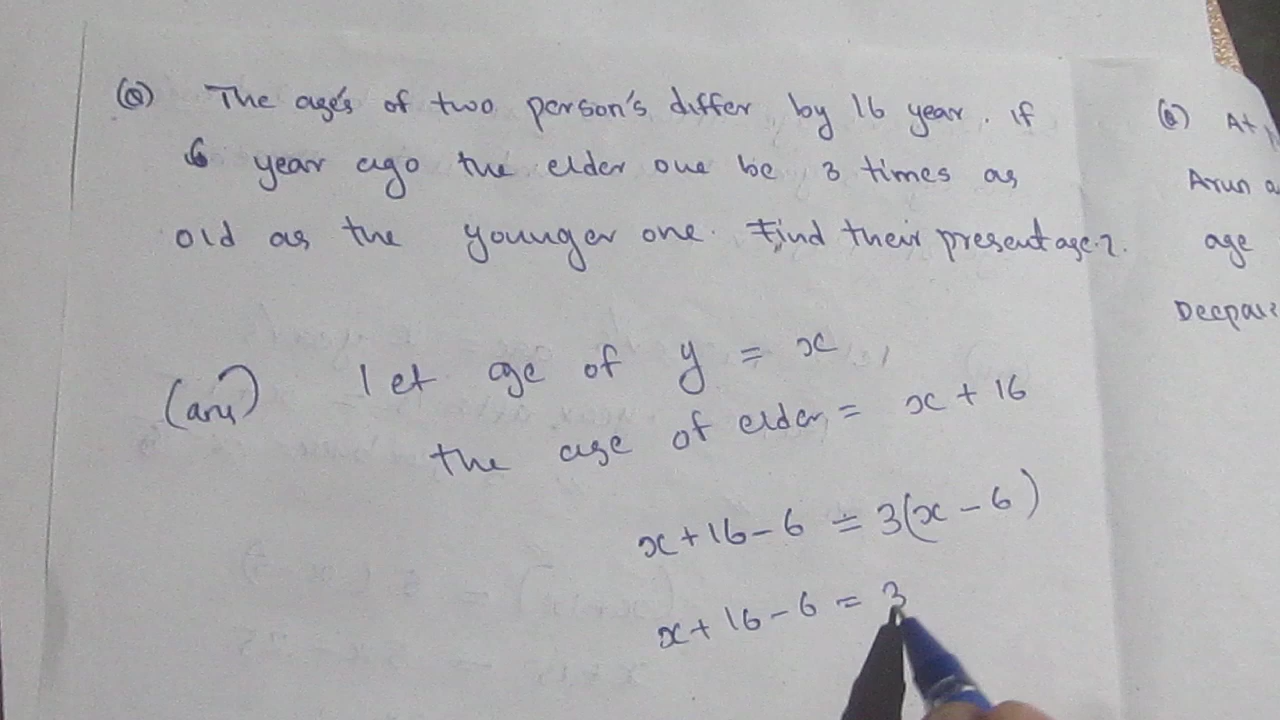 (Q) The age's of two person's differ by 16 year. if
6 year ago the elder one be 3 times as
old as the younger one. Find their present age.?
(ans) let age of y = x
the age of elder = x + 16
x + 16 - 6 = 3(x - 6)
x + 16 - 6 = 3
(Q) At
Arun a
age